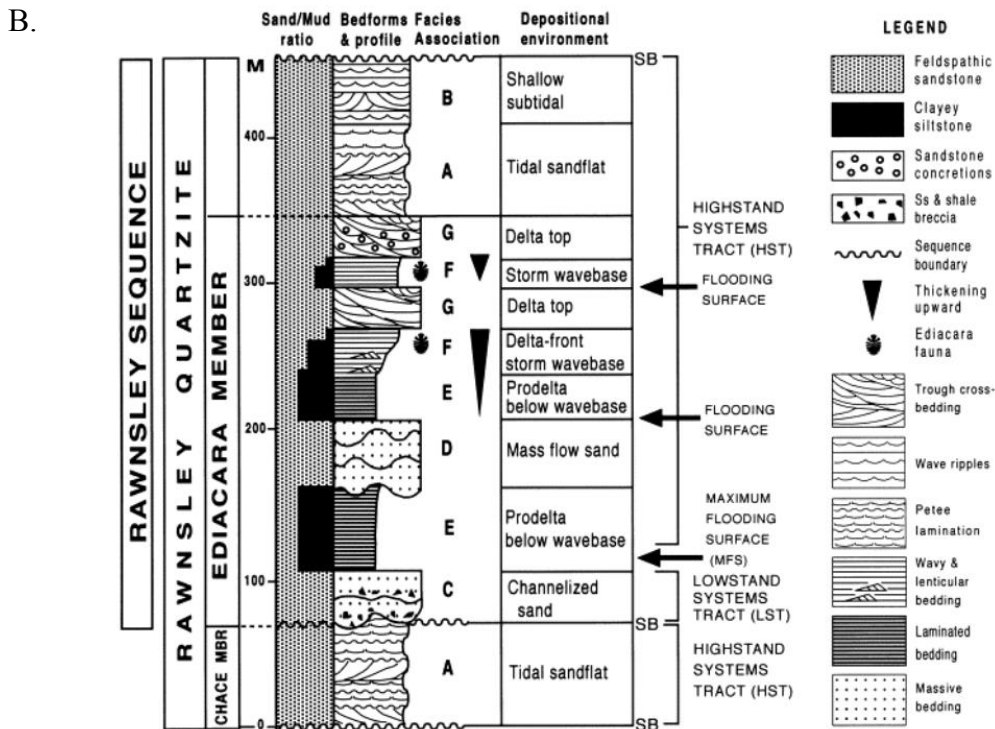 B.
Sand/Mud ratio
Bedforms & profile
Facies Association
Depositional environment
M
SB
B
Shallow subtidal
400
A
Tidal sandflat
G
Delta top
F
Storm wavebase
300
G
Delta top
F
Delta-front storm wavebase
E
Prodelta below wavebase
200
D
Mass flow sand
E
Prodelta below wavebase
100
C
Channelized sand
SB
A
Tidal sandflat
0
SB
RAWNSLEY SEQUENCE
RAWNSLEY QUARTZITE
EDIACARA MEMBER
CHACE MBR
HIGHSTAND
SYSTEMS
TRACT (HST)
FLOODING
SURFACE
FLOODING
SURFACE
MAXIMUM
FLOODING
SURFACE
(MFS)
LOWSTAND
SYSTEMS
TRACT (LST)
HIGHSTAND
SYSTEMS
TRACT (HST)
LEGEND
Feldspathic
sandstone
Clayey
siltstone
Sandstone
concretions
Ss & shale
breccia
Sequence
boundary
Thickening
upward
Ediacara
fauna
Trough cross-
bedding
Wave ripples
Petee
lamination
Wavy &
lenticular
bedding
Laminated
bedding
Massive
bedding